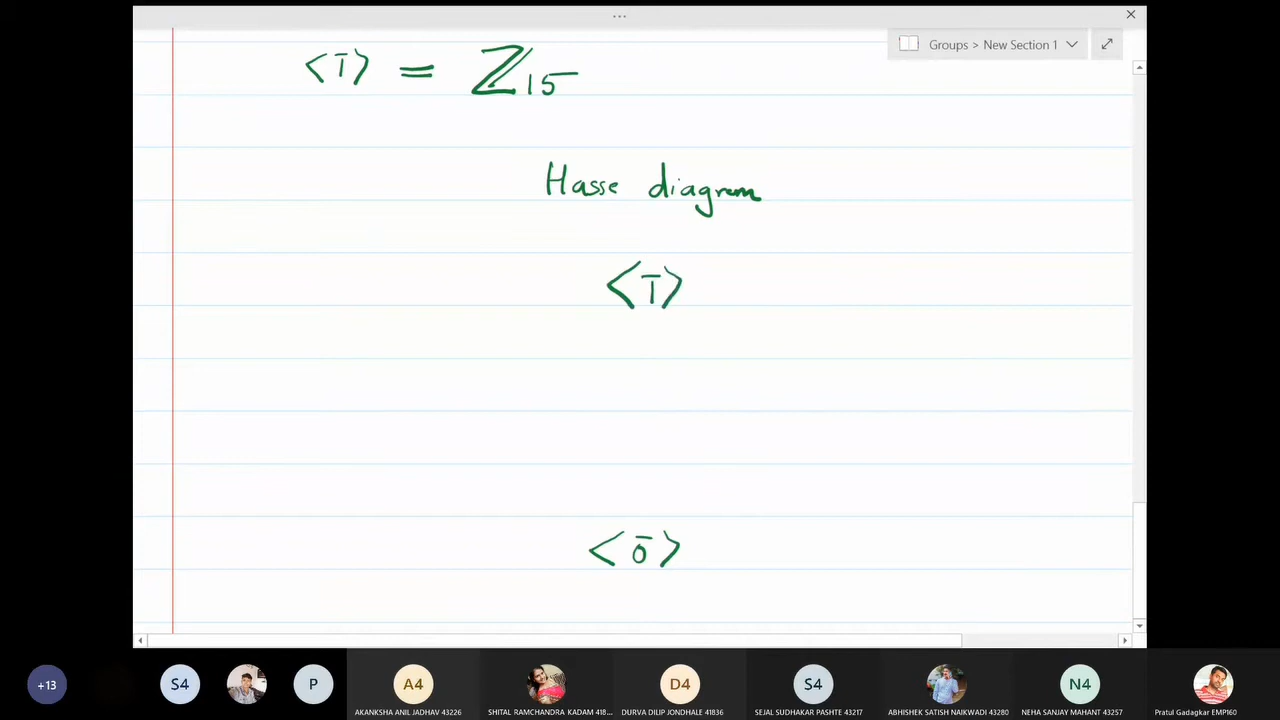 Groups > New Section 1
<1̄> = ℤ15
Hasse diagram
<1̄>
<0̄>
+13
S4
P
A4
D4
S4
N4
AKANKSHA ANIL JADHAV 43226
SHITAL RAMCHANDRA KADAM 418...
DURVA DILIP JONDHALE 41836
SEJAL SUDHAKAR PASHTE 43217
ABHISHEK SATISH NAIKWADI 43280
NEHA SANJAY MAHANT 43257
Pratul Gadagkar EMP160